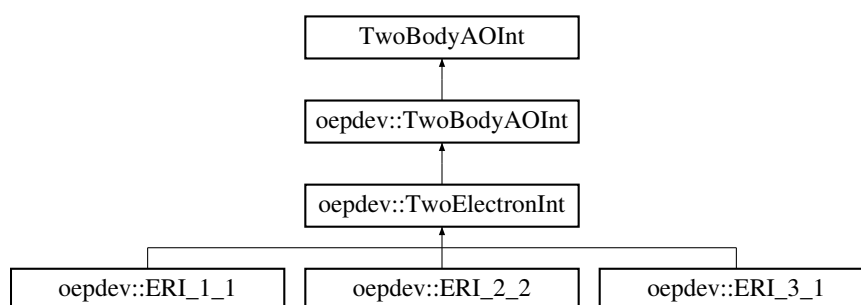 TwoBodyAOInt
oepdev::TwoBodyAOInt
oepdev::TwoElectronInt
oepdev::ERI_1_1 oepdev::ERI_2_2 oepdev::ERI_3_1